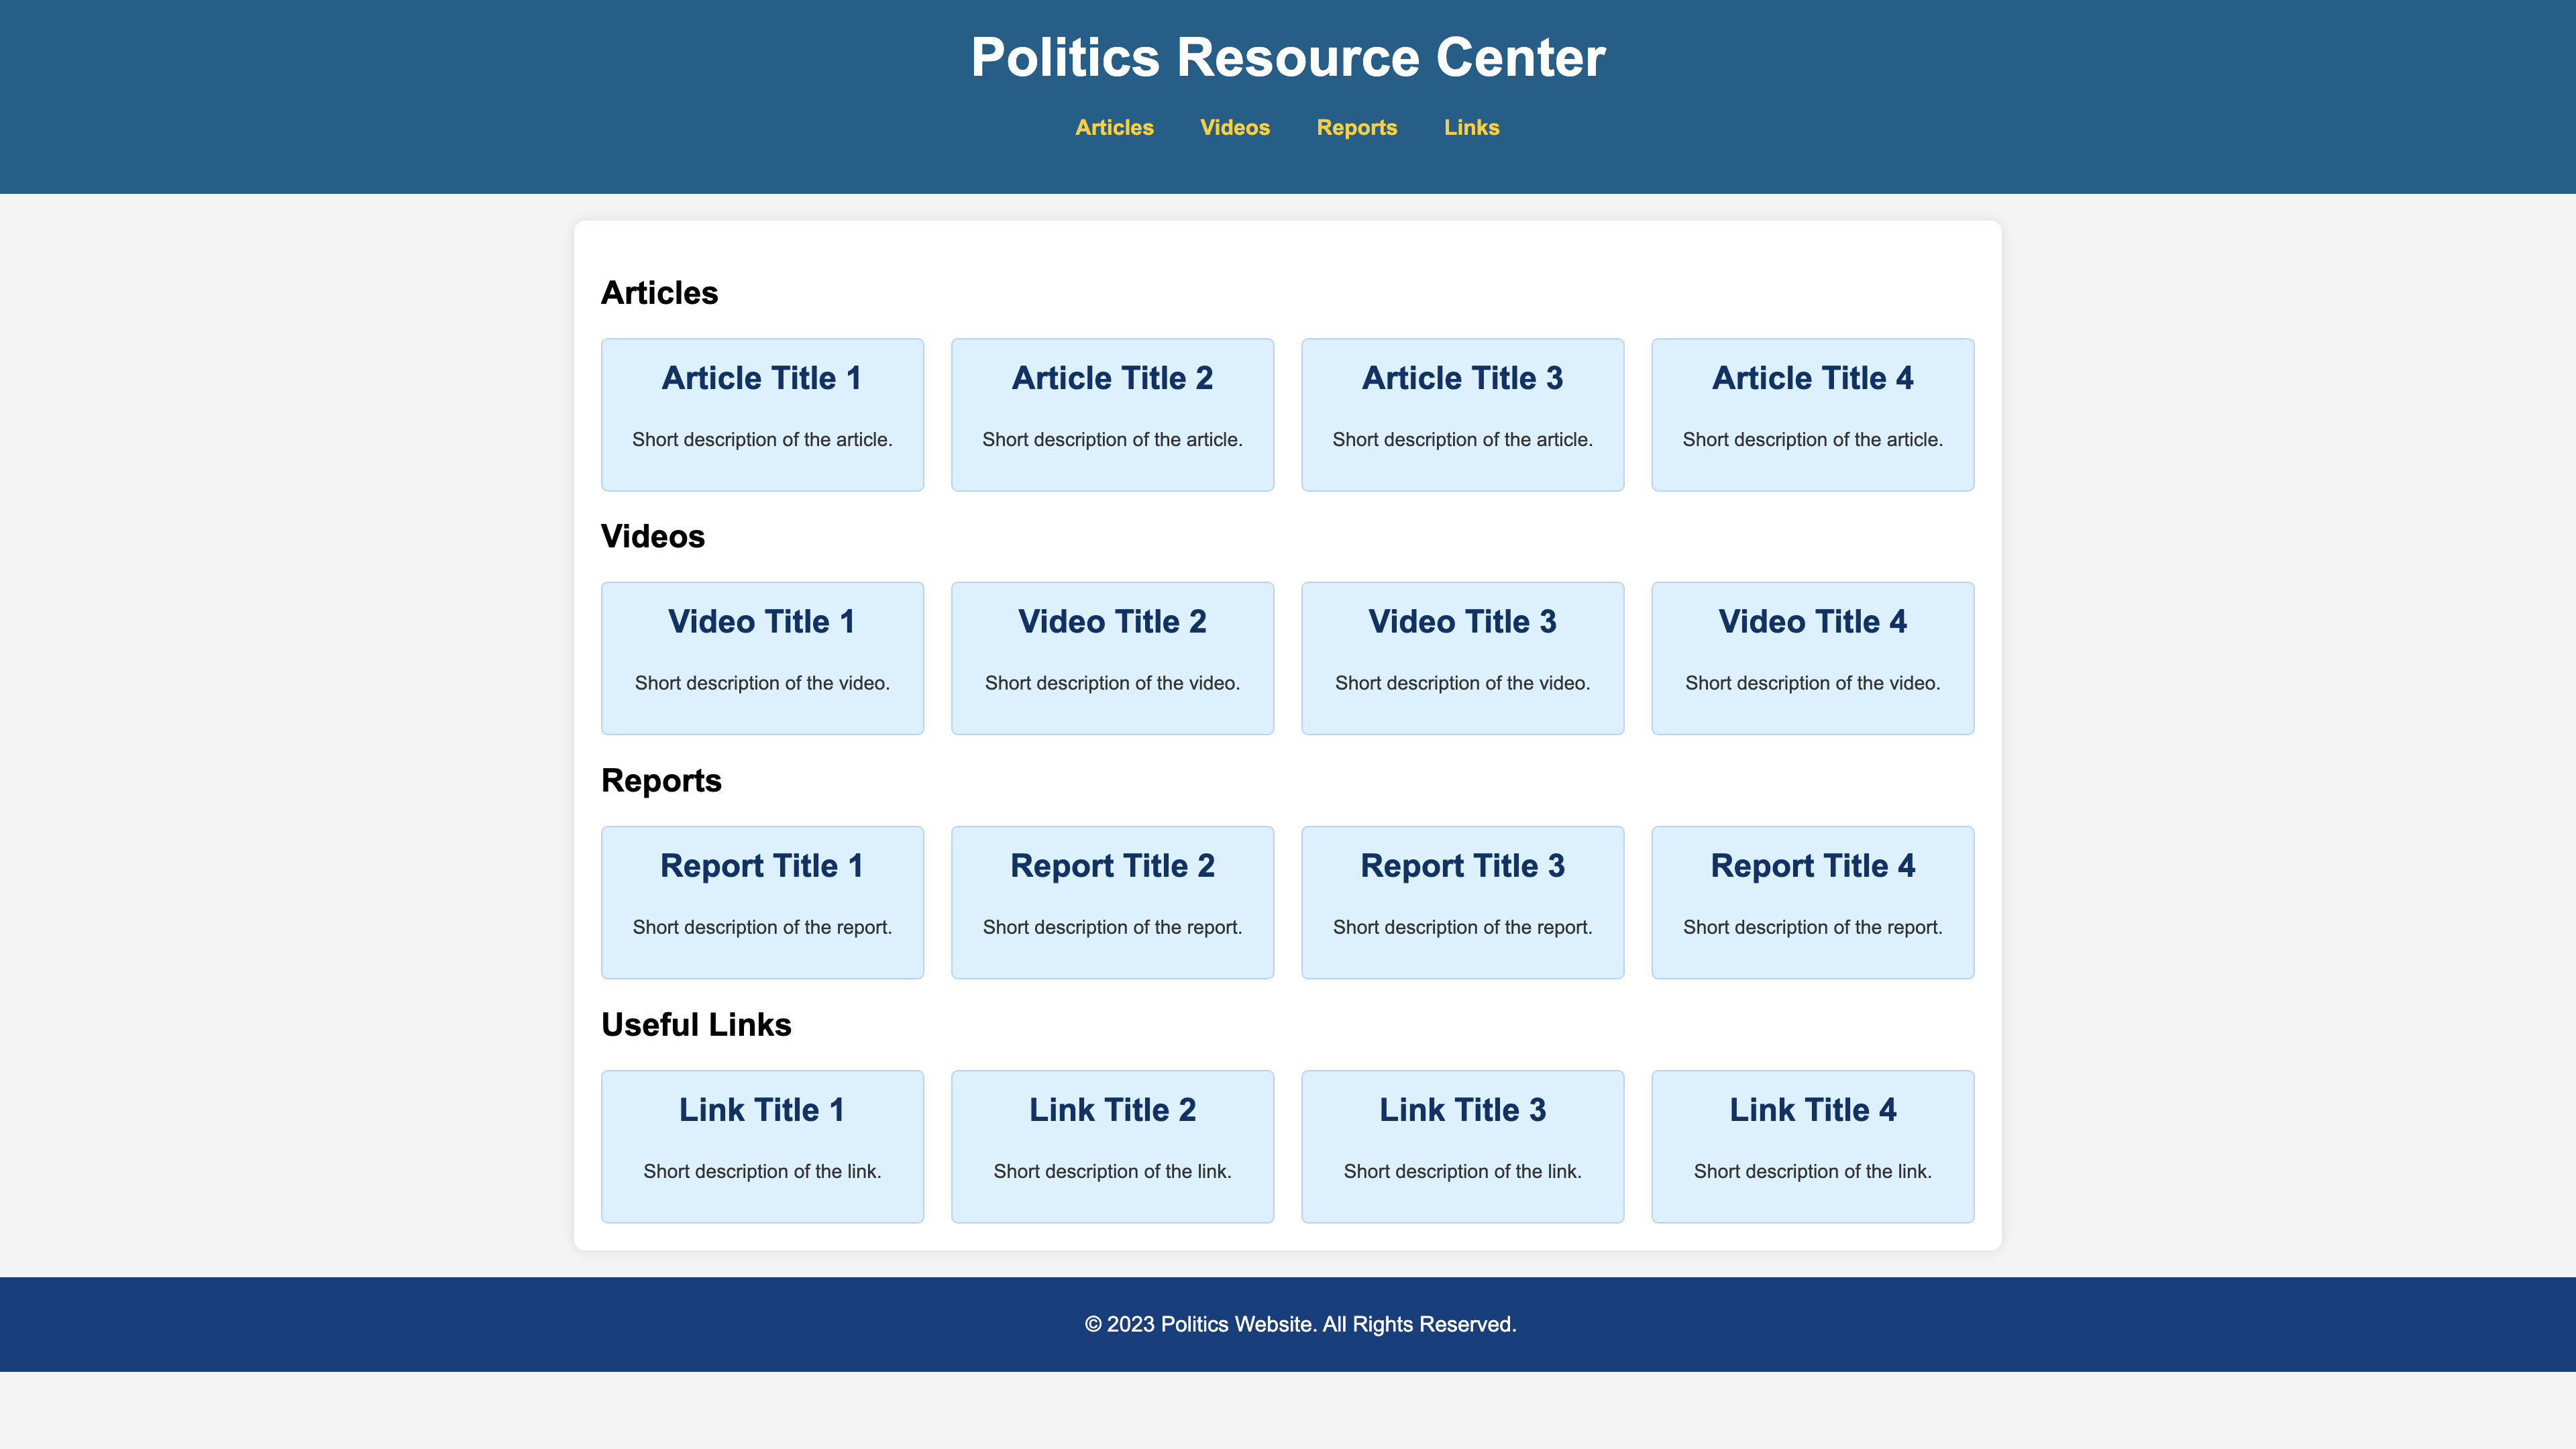 Politics Resource Center
Articles Videos Reports Links
Articles
Article Title 1 Article Title 2 Article Title 3 Article Title 4
Short description of the article. Short description of the article. Short description of the article. Short description of the article.
Videos
Video Title 1 Video Title 2 Video Title 3 Video Title 4
Short description of the video. Short description of the video. Short description of the video. Short description of the video.
Reports
Report Title 1 Report Title 2 Report Title 3 Report Title 4
Short description of the report. Short description of the report. Short description of the report. Short description of the report.
Useful Links
Link Title 1 Link Title 2 Link Title 3 Link Title 4
Short description of the link. Short description of the link. Short description of the link. Short description of the link.
© 2023 Politics Website. All Rights Reserved.